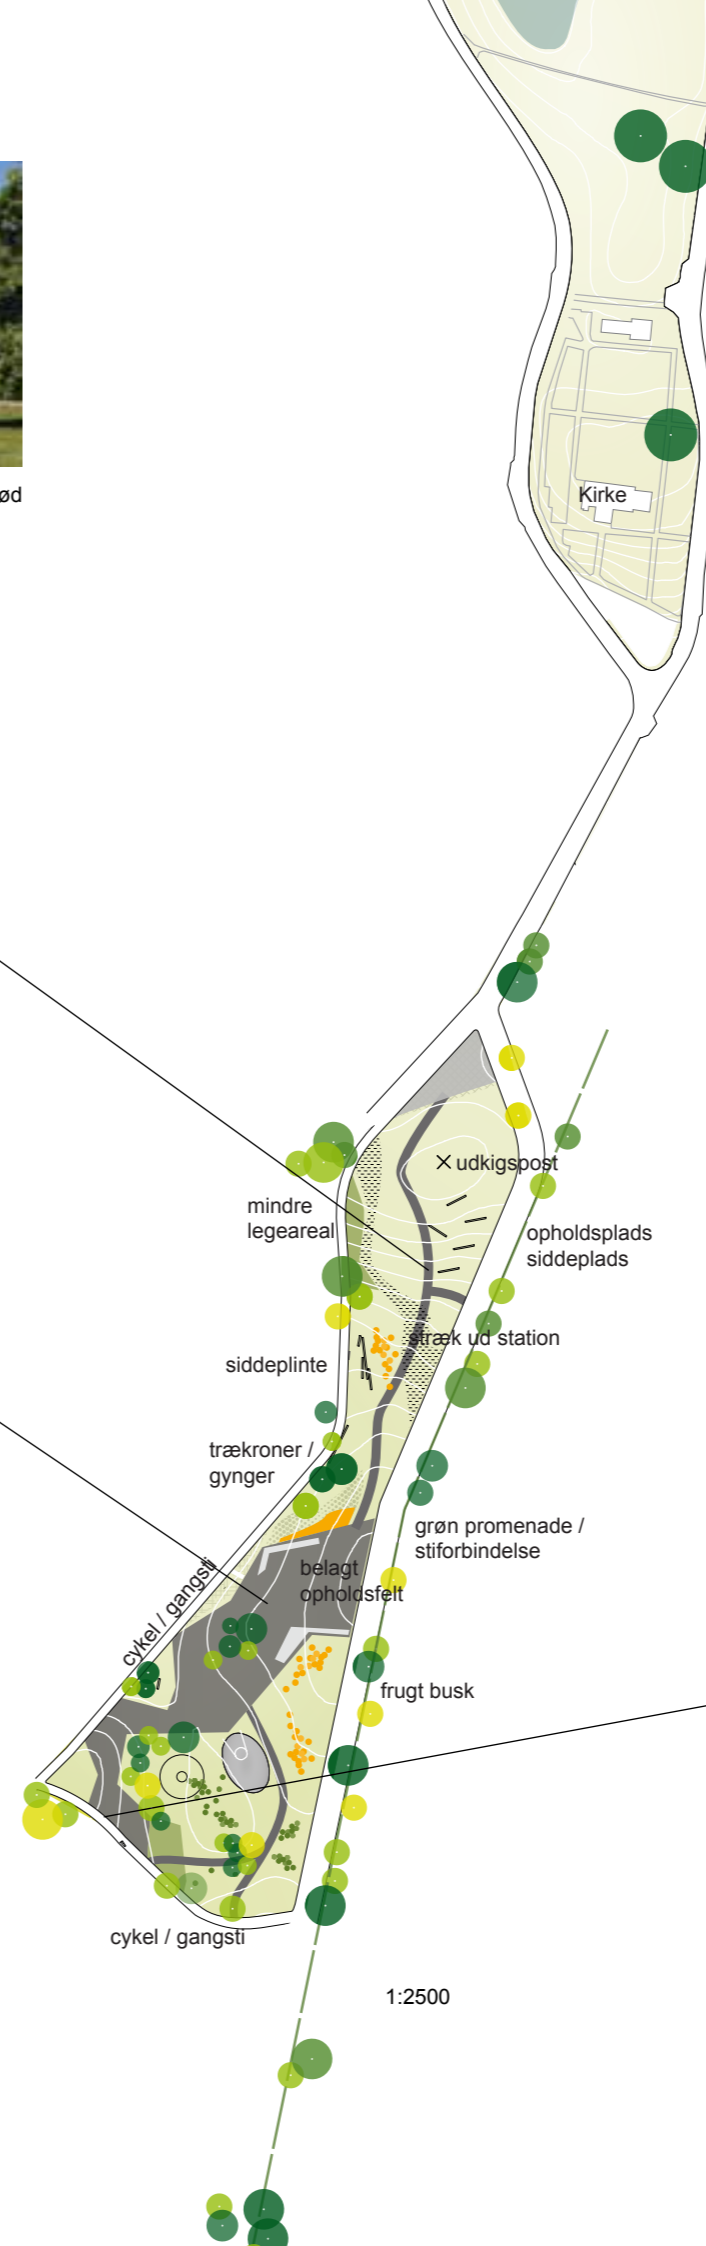 ød
Kirke
udkigspost
mindre
legeareal
opholdsplads
siddeplads
stræk ud station
siddeplinte
trækroner /
gynger
grøn promenade /
stiforbindelse
belagt
opholdsfelt
cykel / gangsti
frugt busk
cykel / gangsti
1:2500